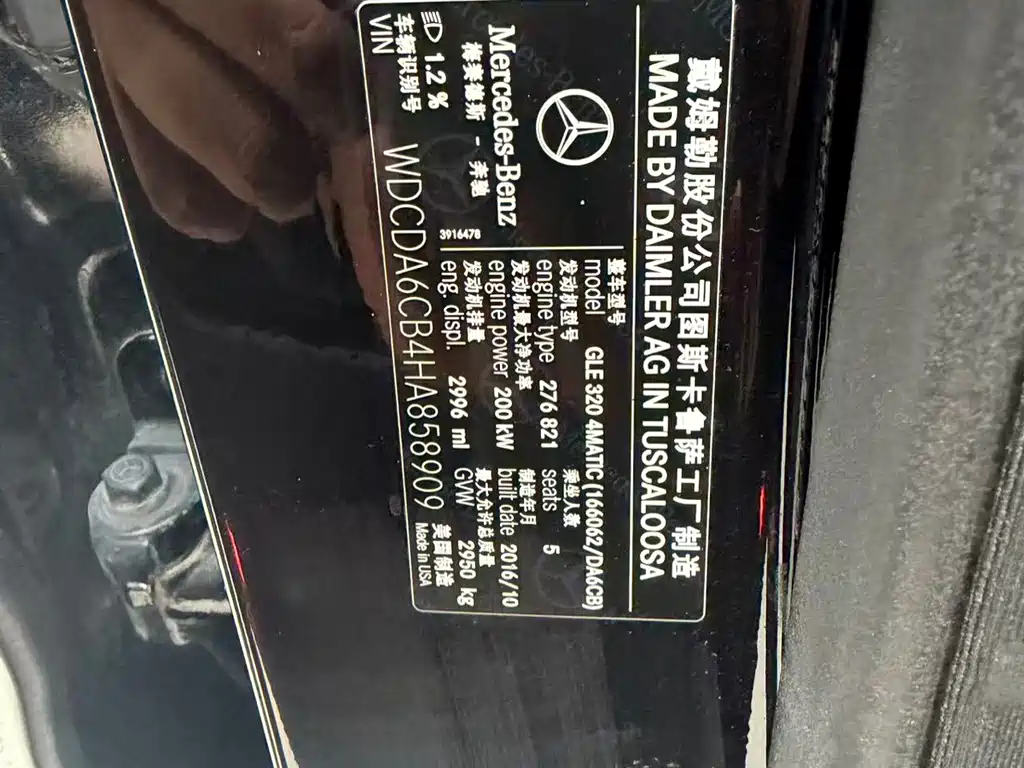 戴姆勒股份公司图斯卡鲁萨工厂制造
MADE BY DAIMLER AG IN TUSCALOOSA
Mercedes-Benz
梅赛德斯 - 奔驰
1.2 %
3916478
整车型号
model GLE 320 4MATIC (166062/DA6CB)
发动机型号 乘坐人数
engine type 276 821 seats 5
发动机最大净功率 制造年月
engine power 200 kW built date 2016/10
发动机排量 最大允许总质量
eng. displ. 2996 ml GVW 2950 kg
车辆识别号 美国制造
VIN WDCDA6CB4HA858909 Made in USA